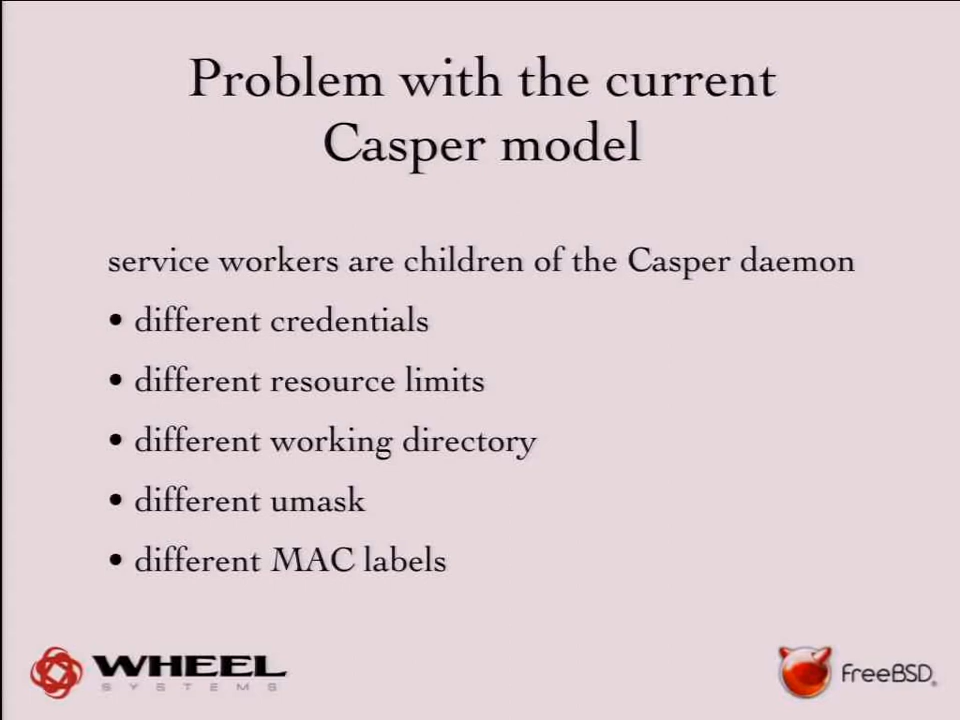 Problem with the current
Casper model
service workers are children of the Casper daemon
• different credentials
• different resource limits
• different working directory
• different umask
• different MAC labels
WHEEL
SYSTEMS
FreeBSD